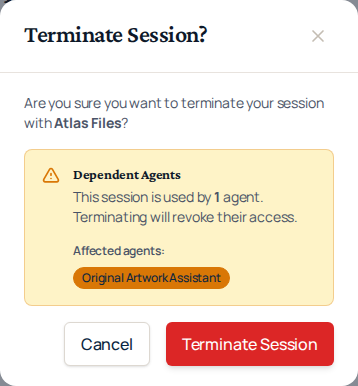 Terminate Session?
Are you sure you want to terminate your session
with Atlas Files?
Dependent Agents
This session is used by 1 agent.
Terminating will revoke their access.
Affected agents:
Original Artwork Assistant
Cancel
Terminate Session